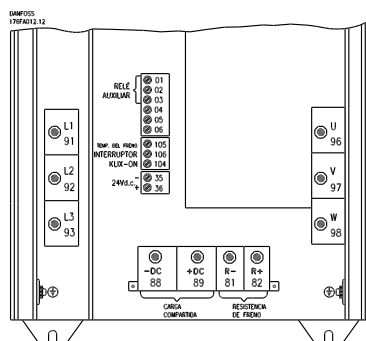 DANFOSS
176FA012.12
RELÉ
AUXILIAR
01
02
03
04
05
06
TEMP. DEL FRENO
INTERRUPTOR
KLIX-ON
105
106
104
24Vd.c.
- 35
+ 36
L1
91
L2
92
L3
93
U
96
V
97
W
98
-DC
88
+DC
89
R-
81
R+
82
CARGA
COMPARTIDA
RESISTENCIA
DE FRENO